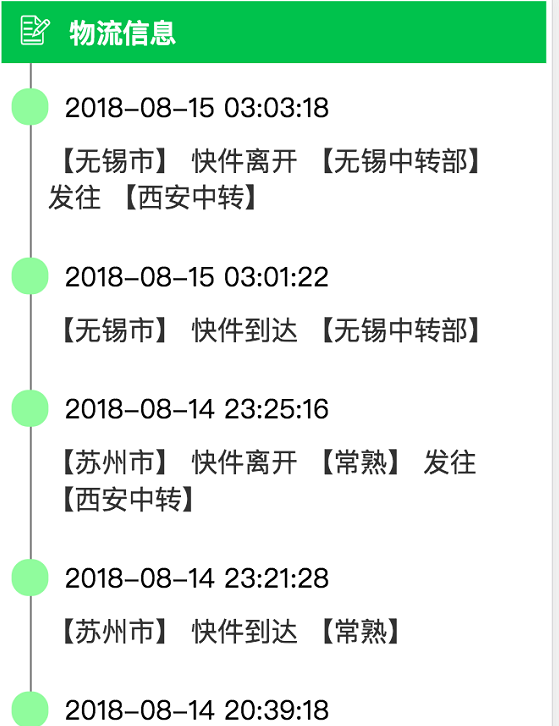 物流信息
2018-08-15 03:03:18
【无锡市】 快件离开 【无锡中转部】
发往 【西安中转】
2018-08-15 03:01:22
【无锡市】 快件到达 【无锡中转部】
2018-08-14 23:25:16
【苏州市】 快件离开 【常熟】 发往
【西安中转】
2018-08-14 23:21:28
【苏州市】 快件到达 【常熟】
2018-08-14 20:39:18